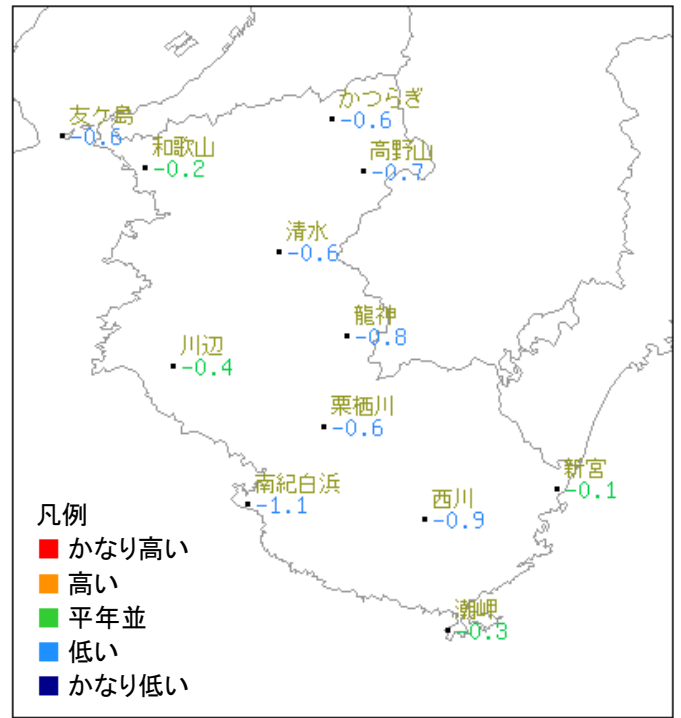 かつらぎ
-0.6
友ケ島
-0.6
和歌山
-0.2
高野山
-0.7
清水
-0.6
龍神
-0.8
川辺
-0.4
栗栖川
-0.6
南紀白浜
-1.1
西川
-0.9
新宮
-0.1
潮岬
-0.3
凡例
かなり高い
高い
平年並
低い
かなり低い